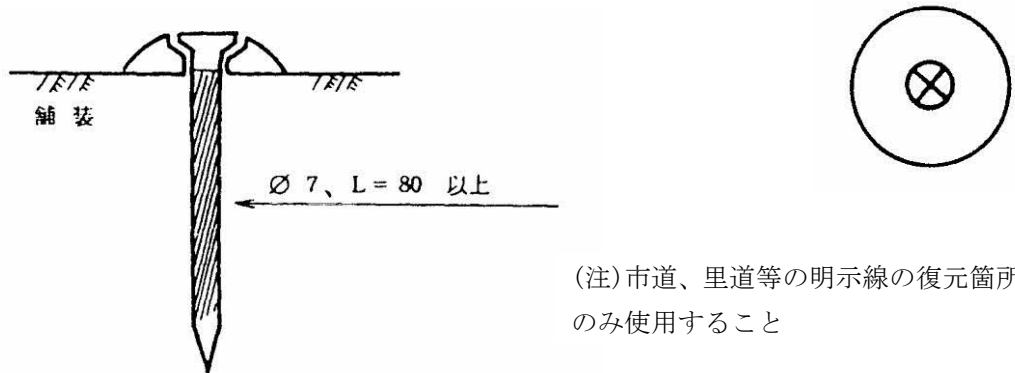 舗装
∅ 7、L = 80 以上
(注)市道、里道等の明示線の復元箇所
のみ使用すること